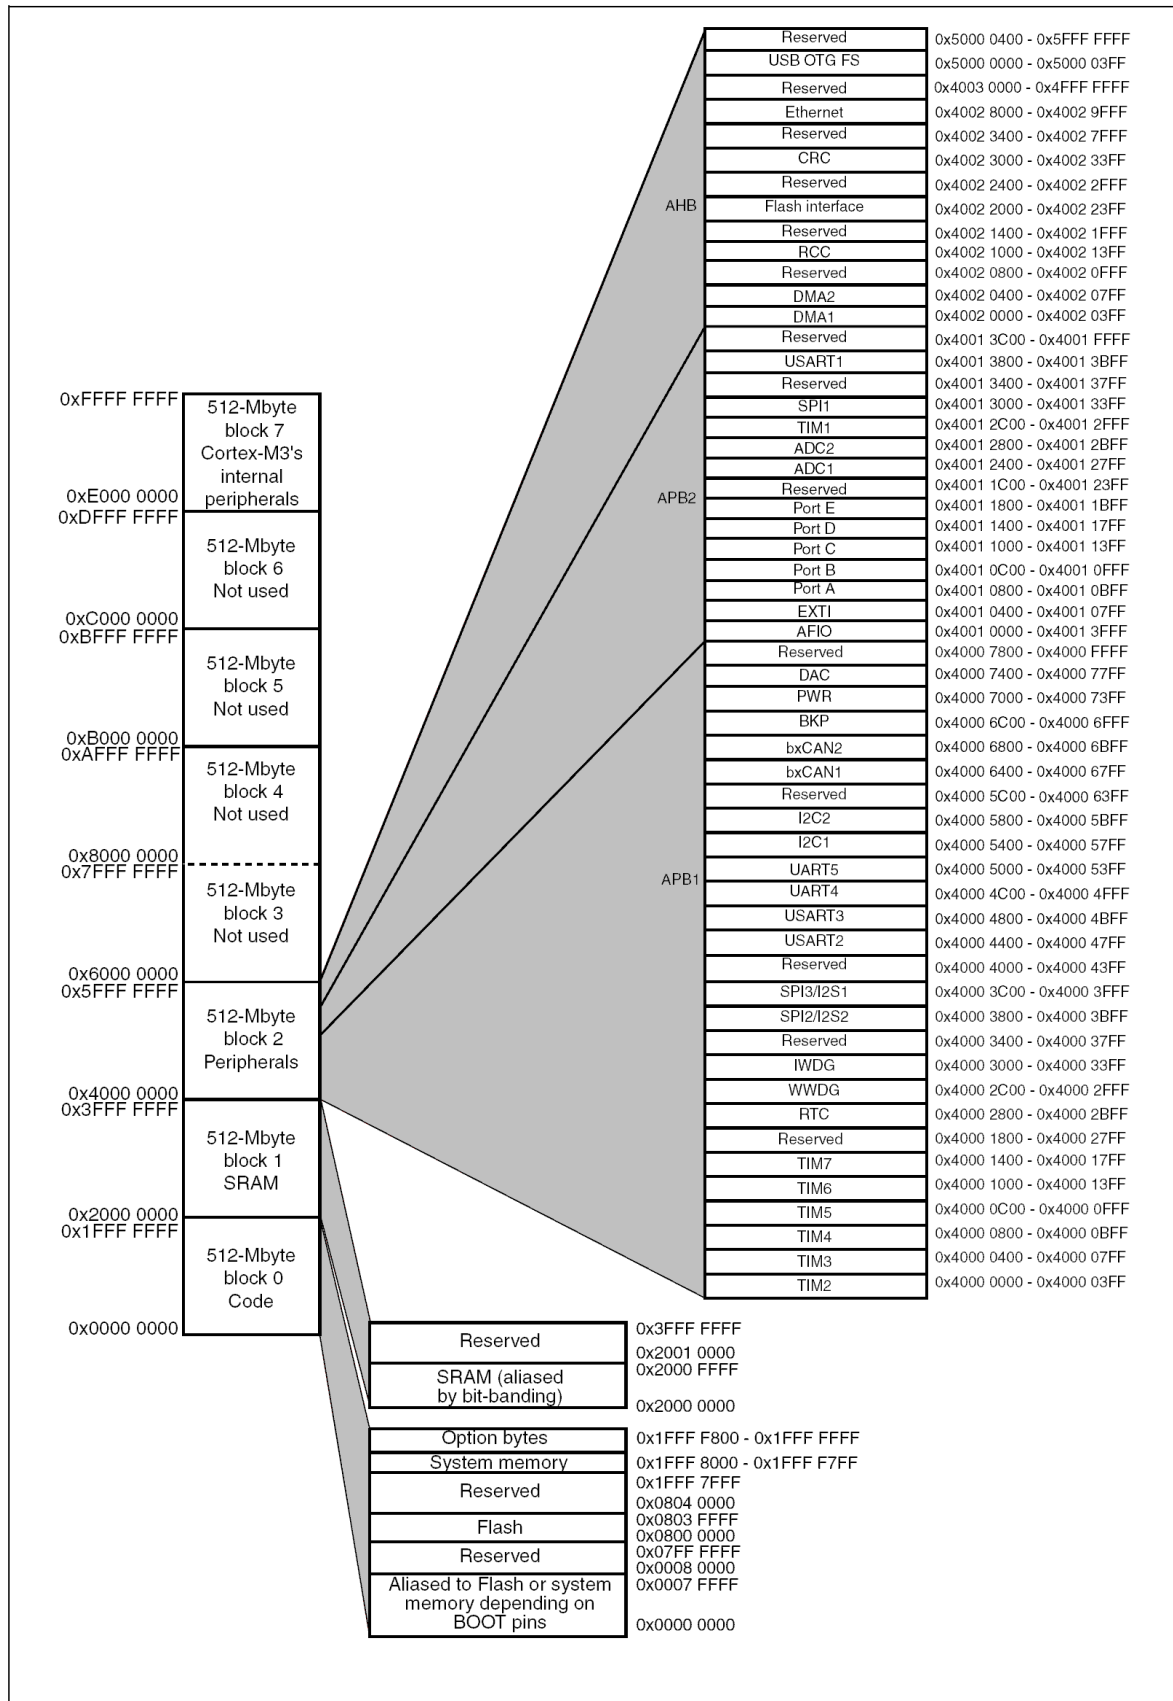 Reserved 0x5000 0400 - 0x5FFF FFFF
USB OTG FS 0x5000 0000 - 0x5000 03FF
Reserved 0x4003 0000 - 0x4FFF FFFF
Ethernet 0x4002 8000 - 0x4002 9FFF
Reserved 0x4002 3400 - 0x4002 7FFF
CRC 0x4002 3000 - 0x4002 33FF
Reserved 0x4002 2400 - 0x4002 2FFF
AHB
Flash interface 0x4002 2000 - 0x4002 23FF
Reserved 0x4002 1400 - 0x4002 1FFF
RCC 0x4002 1000 - 0x4002 13FF
Reserved 0x4002 0800 - 0x4002 0FFF
DMA2 0x4002 0400 - 0x4002 07FF
DMA1 0x4002 0000 - 0x4002 03FF
Reserved 0x4001 3C00 - 0x4001 FFFF
USART1 0x4001 3800 - 0x4001 3BFF
Reserved 0x4001 3400 - 0x4001 37FF
SPI1 0x4001 3000 - 0x4001 33FF
TIM1 0x4001 2C00 - 0x4001 2FFF
ADC2 0x4001 2800 - 0x4001 2BFF
ADC1 0x4001 2400 - 0x4001 27FF
Reserved 0x4001 1C00 - 0x4001 23FF
APB2
Port E 0x4001 1800 - 0x4001 1BFF
Port D 0x4001 1400 - 0x4001 17FF
Port C 0x4001 1000 - 0x4001 13FF
Port B 0x4001 0C00 - 0x4001 0FFF
Port A 0x4001 0800 - 0x4001 0BFF
EXTI 0x4001 0400 - 0x4001 07FF
AFIO 0x4001 0000 - 0x4001 3FFF
Reserved 0x4000 7800 - 0x4000 FFFF
DAC 0x4000 7400 - 0x4000 77FF
PWR 0x4000 7000 - 0x4000 73FF
BKP 0x4000 6C00 - 0x4000 6FFF
bxCAN2 0x4000 6800 - 0x4000 6BFF
bxCAN1 0x4000 6400 - 0x4000 67FF
Reserved 0x4000 5C00 - 0x4000 63FF
I2C2 0x4000 5800 - 0x4000 5BFF
I2C1 0x4000 5400 - 0x4000 57FF
APB1
UART5 0x4000 5000 - 0x4000 53FF
UART4 0x4000 4C00 - 0x4000 4FFF
USART3 0x4000 4800 - 0x4000 4BFF
USART2 0x4000 4400 - 0x4000 47FF
Reserved 0x4000 4000 - 0x4000 43FF
SPI3/I2S1 0x4000 3C00 - 0x4000 3FFF
SPI2/I2S2 0x4000 3800 - 0x4000 3BFF
Reserved 0x4000 3400 - 0x4000 37FF
IWDG 0x4000 3000 - 0x4000 33FF
WWDG 0x4000 2C00 - 0x4000 2FFF
RTC 0x4000 2800 - 0x4000 2BFF
Reserved 0x4000 1800 - 0x4000 27FF
TIM7 0x4000 1400 - 0x4000 17FF
TIM6 0x4000 1000 - 0x4000 13FF
TIM5 0x4000 0C00 - 0x4000 0FFF
TIM4 0x4000 0800 - 0x4000 0BFF
TIM3 0x4000 0400 - 0x4000 07FF
TIM2 0x4000 0000 - 0x4000 03FF
0xFFFF FFFF
512-Mbyte
block 7
Cortex-M3's
internal
peripherals
0xE000 0000
0xDFFF FFFF
512-Mbyte
block 6
Not used
0xC000 0000
0xBFFF FFFF
512-Mbyte
block 5
Not used
0xB000 0000
0xAFFF FFFF
512-Mbyte
block 4
Not used
0x8000 0000
0x7FFF FFFF
512-Mbyte
block 3
Not used
0x6000 0000
0x5FFF FFFF
512-Mbyte
block 2
Peripherals
0x4000 0000
0x3FFF FFFF
512-Mbyte
block 1
SRAM
0x2000 0000
0x1FFF FFFF
512-Mbyte
block 0
Code
0x0000 0000
0x3FFF FFFF
Reserved
0x2001 0000
0x2000 FFFF
SRAM (aliased
by bit-banding)
0x2000 0000
Option bytes 0x1FFF F800 - 0x1FFF FFFF
System memory 0x1FFF 8000 - 0x1FFF F7FF
0x1FFF 7FFF
Reserved
0x0804 0000
0x0803 FFFF
Flash
0x0800 0000
0x07FF FFFF
Reserved
0x0008 0000
Aliased to Flash or system 0x0007 FFFF
memory depending on
BOOT pins 0x0000 0000